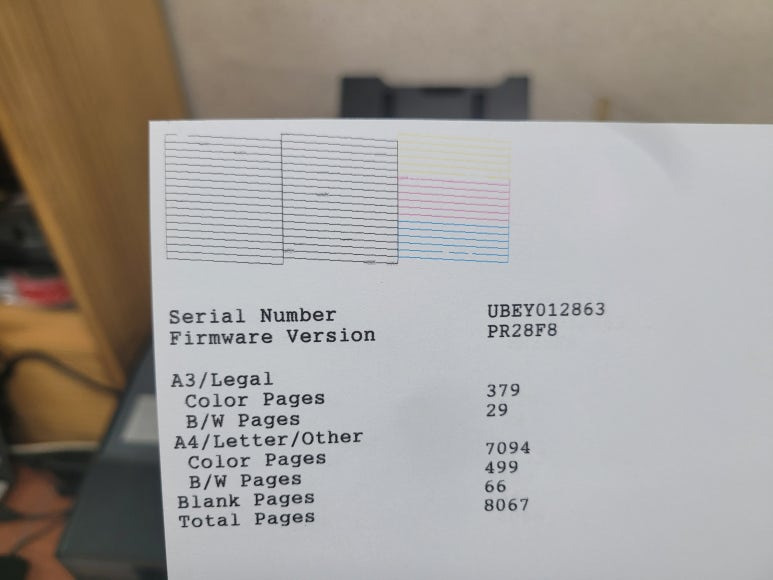 Serial Number UBEY012863
Firmware Version PR28F8
A3/Legal
Color Pages 379
B/W Pages 29
A4/Letter/Other
Color Pages 7094
B/W Pages 499
Blank Pages 66
Total Pages 8067